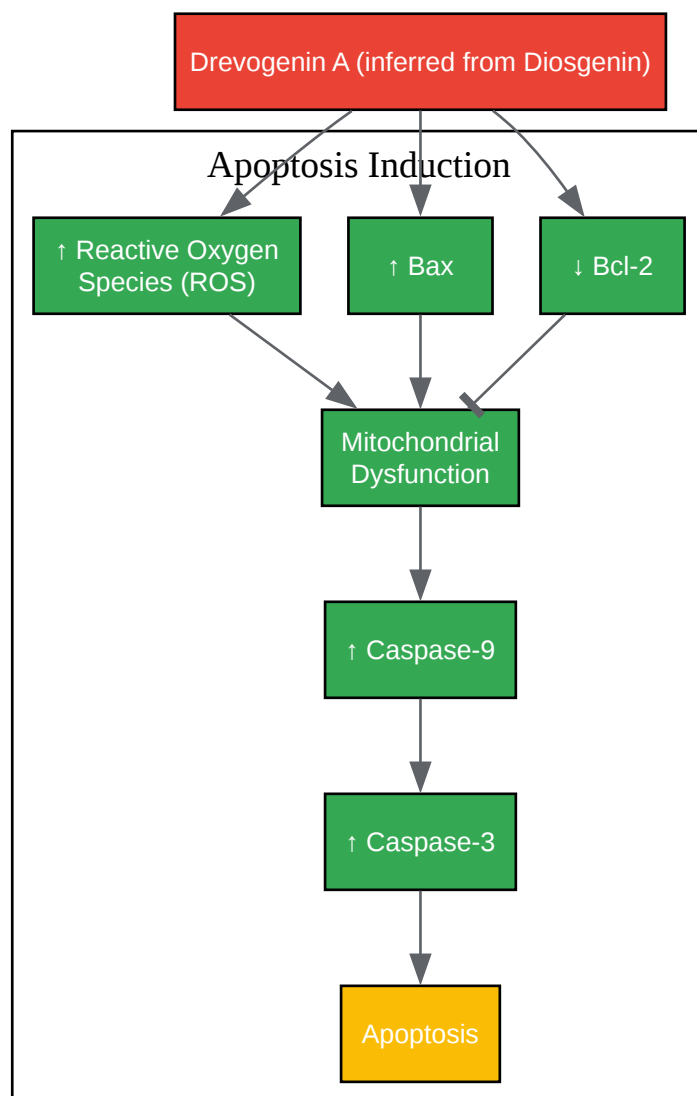 Drevogenin A (inferred from Diosgenin)
Apoptosis Induction
↑ Reactive Oxygen
Species (ROS)
↑ Bax
↓ Bcl-2
Mitochondrial
Dysfunction
↑ Caspase-9
↑ Caspase-3
Apoptosis